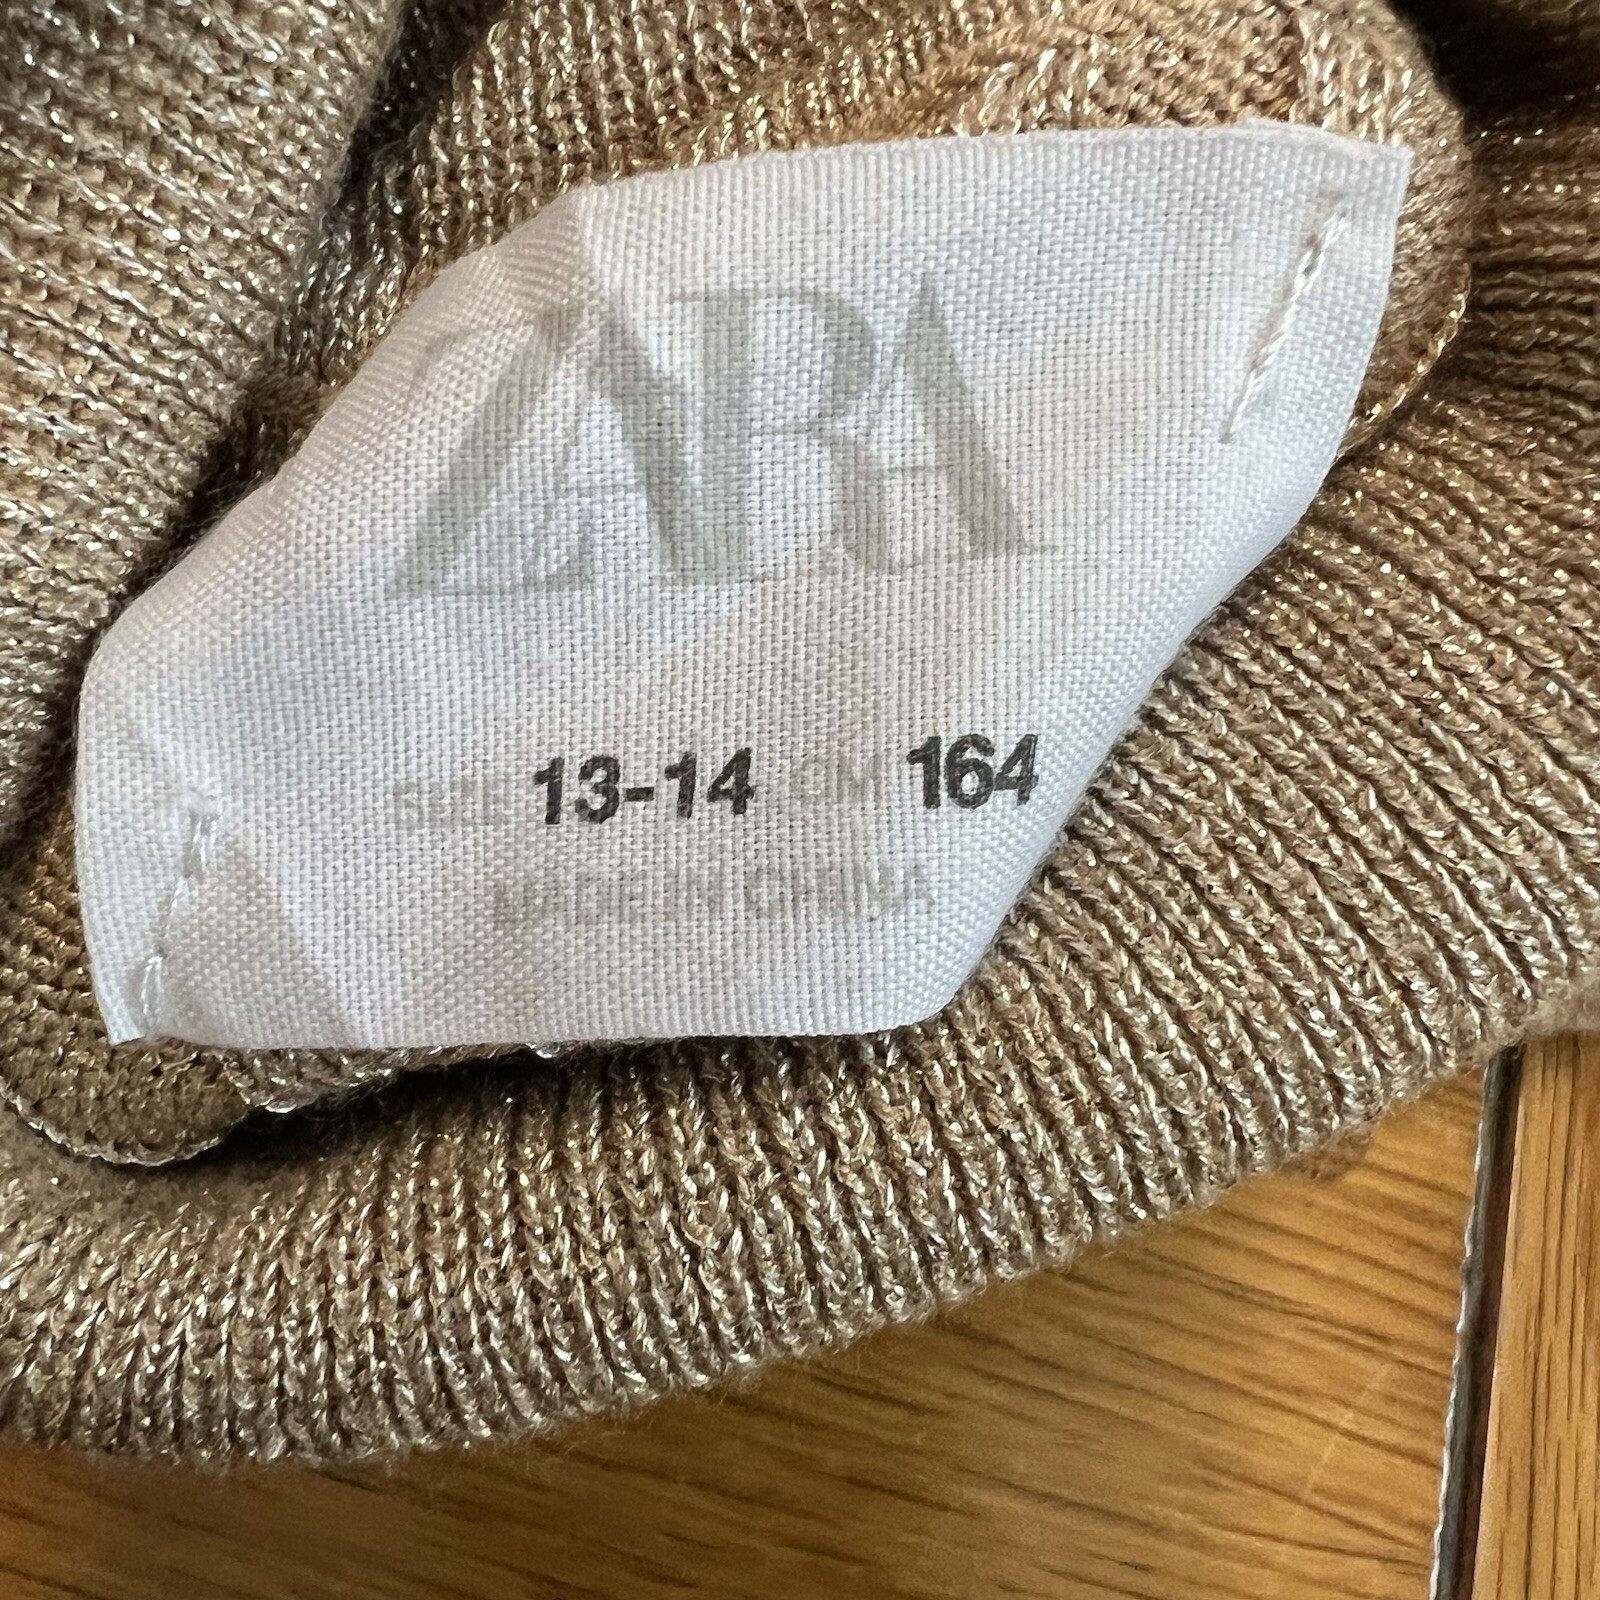 ZARA
SIZE 13-14 CM 164
MADE IN CHINA